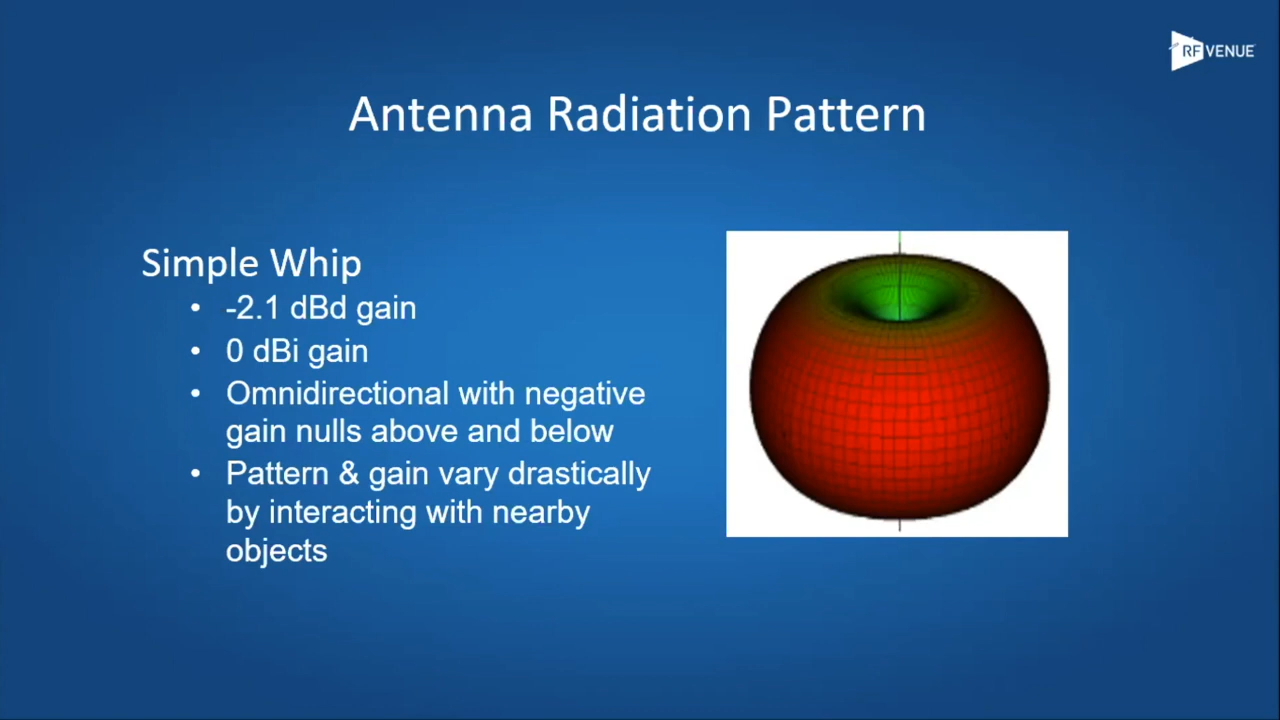 RF VENUE
Antenna Radiation Pattern
Simple Whip
• -2.1 dBd gain
• 0 dBi gain
• Omnidirectional with negative
gain nulls above and below
• Pattern & gain vary drastically
by interacting with nearby
objects